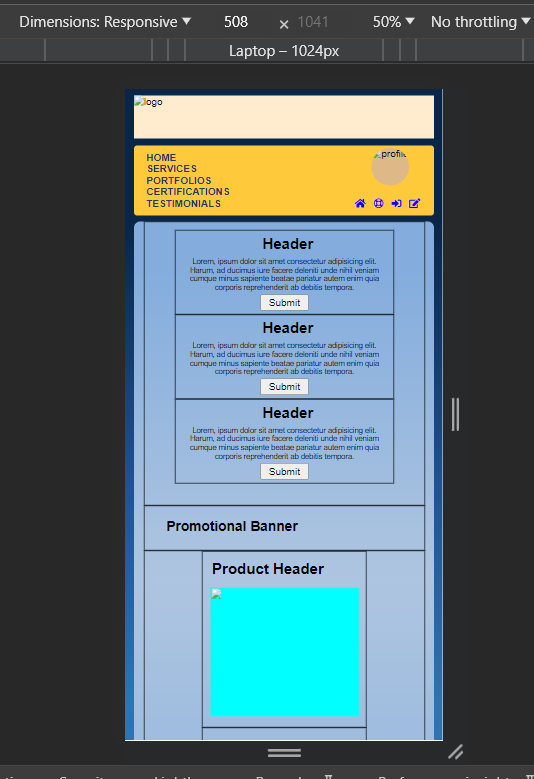 Dimensions: Responsive ▼ 508 × 1041 50% ▼ No throttling ▼
Laptop – 1024px
logo
HOME
SERVICES
PORTFOLIOS
CERTIFICATIONS
TESTIMONIALS
profile
Header
Lorem, ipsum dolor sit amet consectetur adipisicing elit.
Harum, ad ducimus iure facere deleniti unde nihil veniam
cumque minus sapiente beatae pariatur autem enim quia
corporis reprehenderit ab debitis tempora.
Submit
Header
Lorem, ipsum dolor sit amet consectetur adipisicing elit.
Harum, ad ducimus iure facere deleniti unde nihil veniam
cumque minus sapiente beatae pariatur autem enim quia
corporis reprehenderit ab debitis tempora.
Submit
Header
Lorem, ipsum dolor sit amet consectetur adipisicing elit.
Harum, ad ducimus iure facere deleniti unde nihil veniam
cumque minus sapiente beatae pariatur autem enim quia
corporis reprehenderit ab debitis tempora.
Submit
Promotional Banner
Product Header